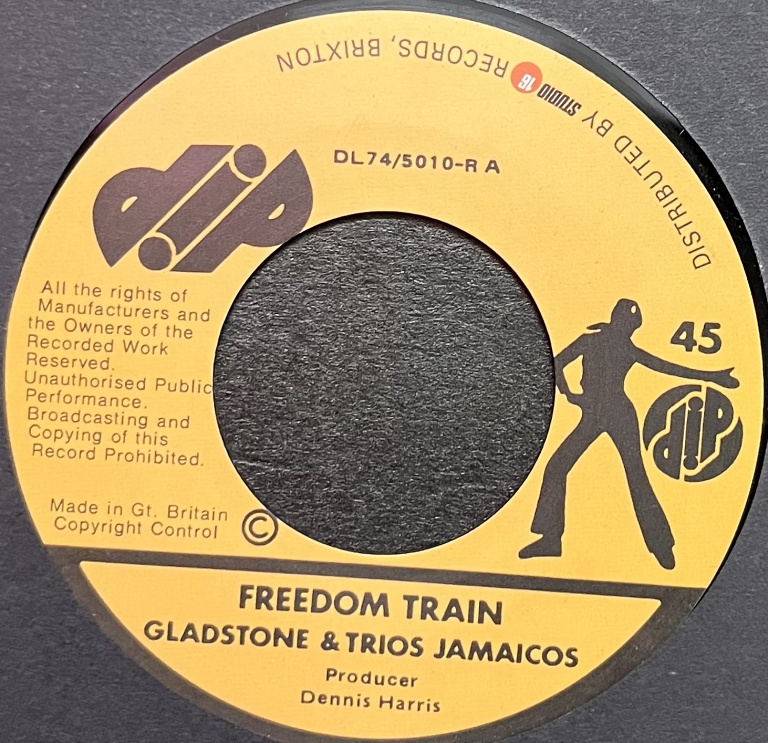 DISTRIBUTED BY STUDIO 16 RECORDS, BRIXTON
dip
DL74/5010-R A
All the rights of
Manufacturers and
the Owners of the
Recorded Work
Reserved.
Unauthorised Public
Performance.
Broadcasting and
Copying of this
Record Prohibited.
45
dip
Made in Gt. Britain
Copyright Control
©
FREEDOM TRAIN
GLADSTONE & TRIOS JAMAICOS
Producer
Dennis Harris